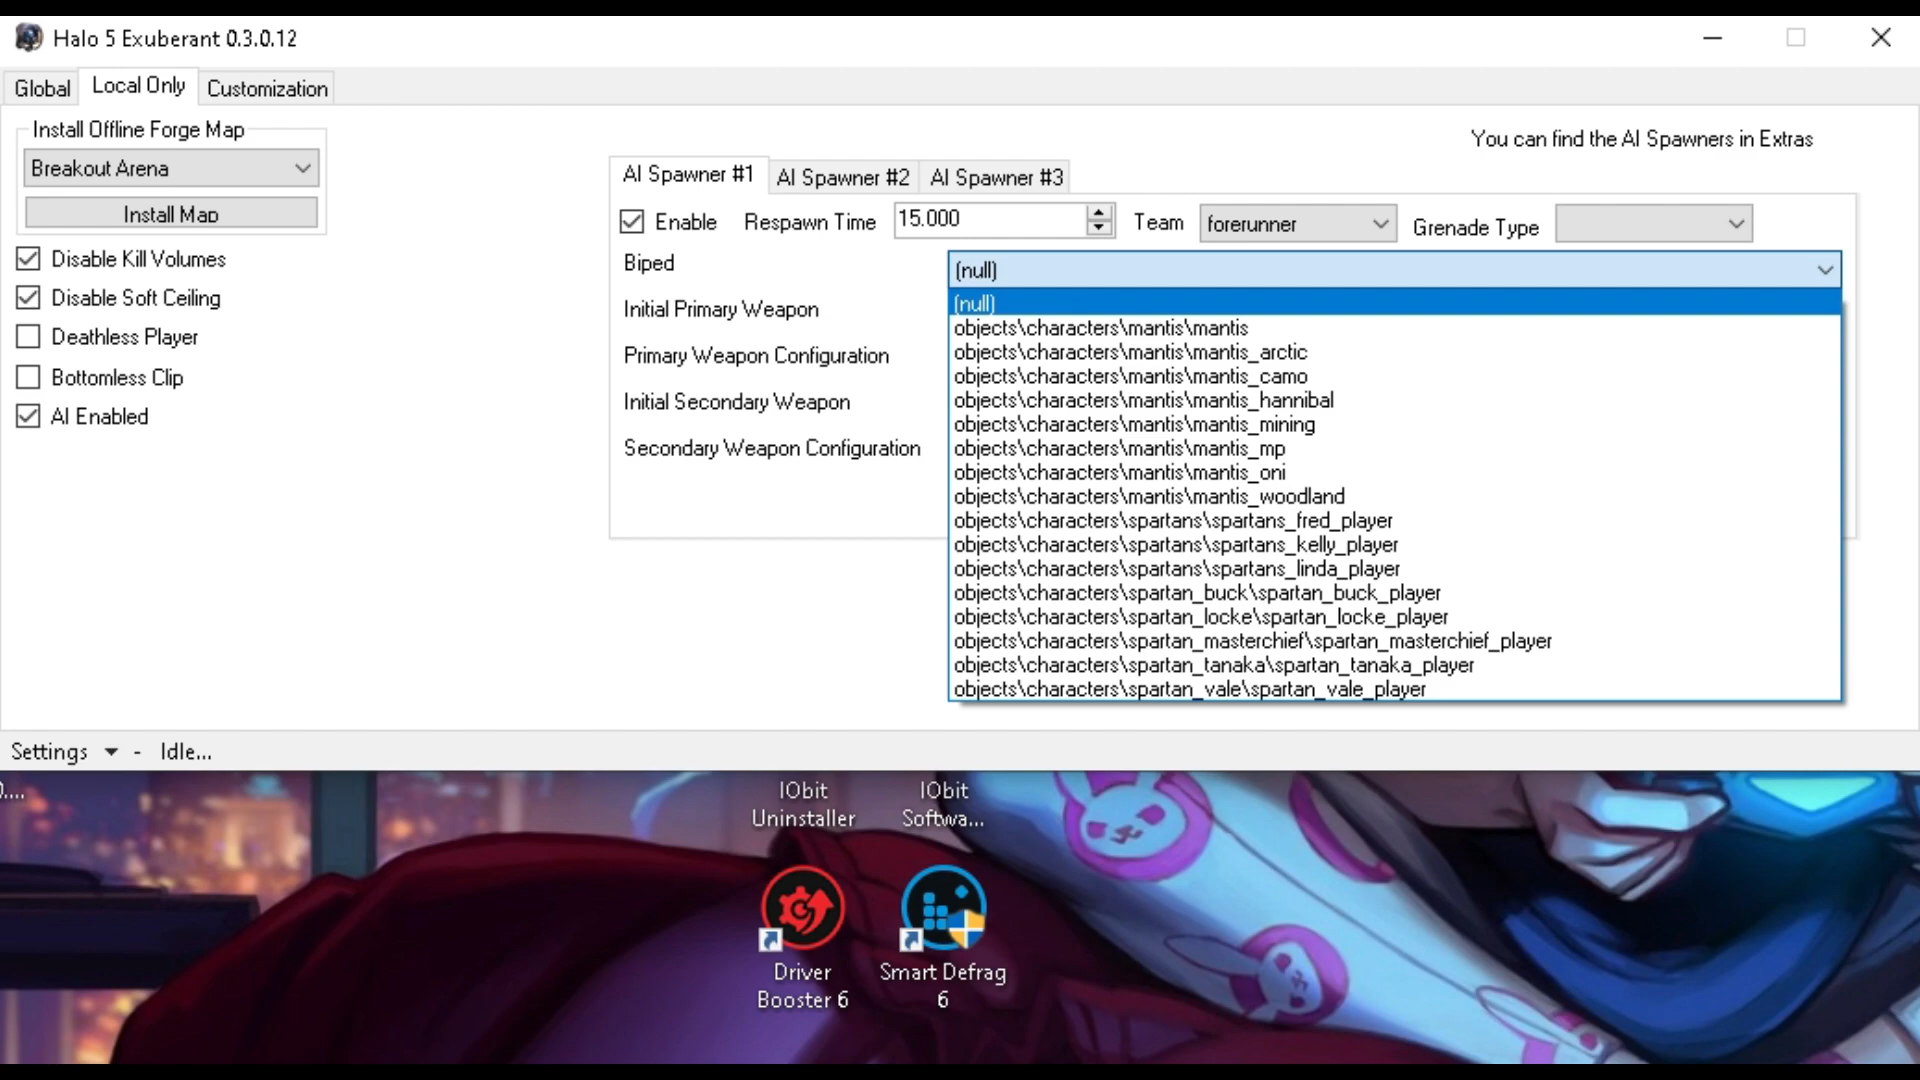 Halo 5 Exuberant 0.3.0.12
Global
Local Only
Customization
Install Offline Forge Map
Breakout Arena
Install Map
Disable Kill Volumes
Disable Soft Ceiling
Deathless Player
Bottomless Clip
AI Enabled
You can find the AI Spawners in Extras
AI Spawner #1
AI Spawner #2
AI Spawner #3
Enable
Respawn Time
15.000
Team
forerunner
Grenade Type
Biped
(null)
Initial Primary Weapon
Primary Weapon Configuration
Initial Secondary Weapon
Secondary Weapon Configuration
(null)
objects\characters\mantis\mantis
objects\characters\mantis\mantis_arctic
objects\characters\mantis\mantis_camo
objects\characters\mantis\mantis_hannibal
objects\characters\mantis\mantis_mining
objects\characters\mantis\mantis_mp
objects\characters\mantis\mantis_oni
objects\characters\mantis\mantis_woodland
objects\characters\spartans\spartans_fred_player
objects\characters\spartans\spartans_kelly_player
objects\characters\spartans\spartans_linda_player
objects\characters\spartan_buck\spartan_buck_player
objects\characters\spartan_locke\spartan_locke_player
objects\characters\spartan_masterchief\spartan_masterchief_player
objects\characters\spartan_tanaka\spartan_tanaka_player
objects\characters\spartan_vale\spartan_vale_player
Settings - Idle...
IObit
Uninstaller
IObit
Softwa...
Driver
Booster 6
Smart Defrag
6